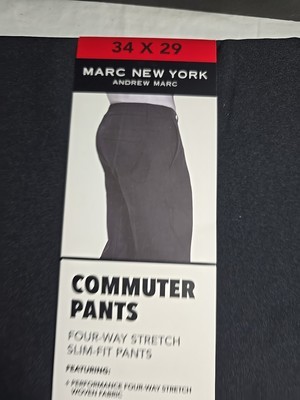 34 X 29
MARC NEW YORK
ANDREW MARC
COMMUTER
PANTS
FOUR-WAY STRETCH
SLIM-FIT PANTS
FEATURING:
• PERFORMANCE FOUR-WAY STRETCH
WOVEN FABRIC